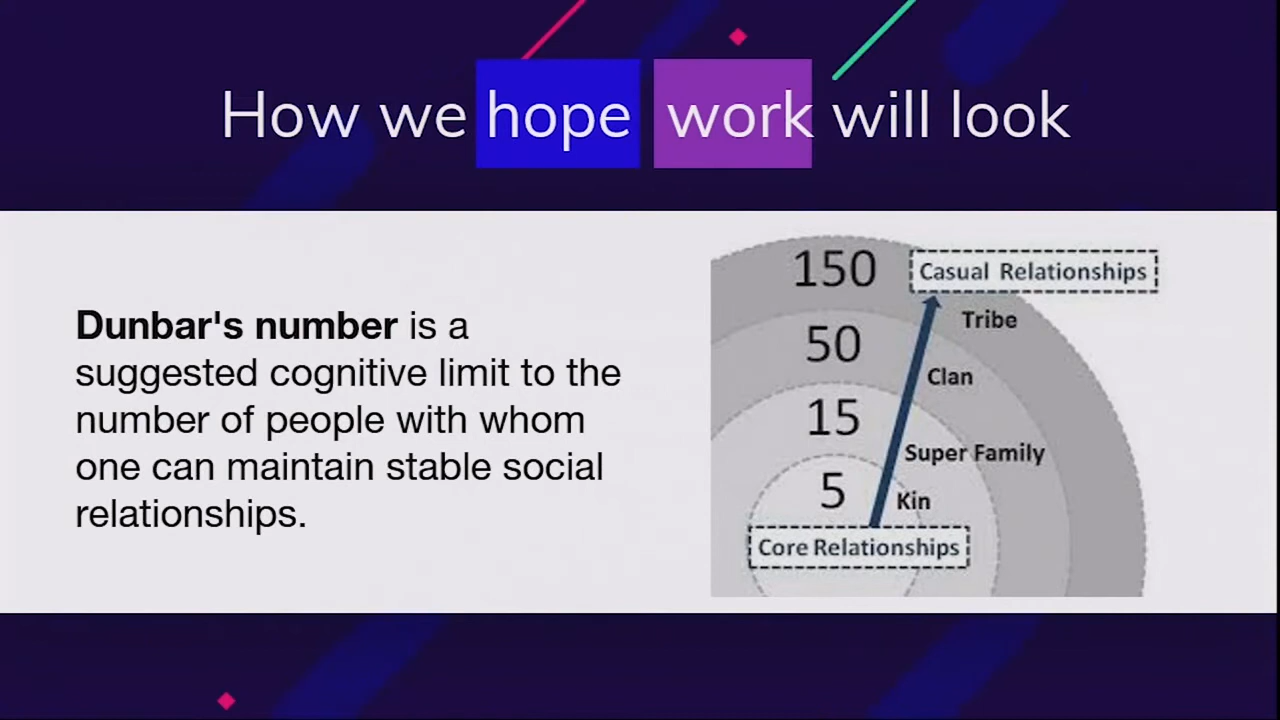 How we hope work will look
Dunbar's number is a
suggested cognitive limit to the
number of people with whom
one can maintain stable social
relationships.
150
Casual Relationships
Tribe
50
Clan
15
Super Family
5
Kin
Core Relationships